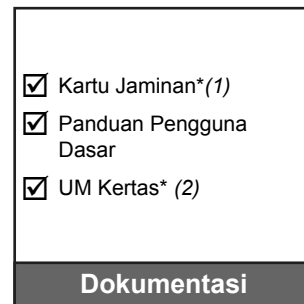 Kartu Jaminan*(1)
Panduan Pengguna
Dasar
UM Kertas* (2)
Dokumentasi